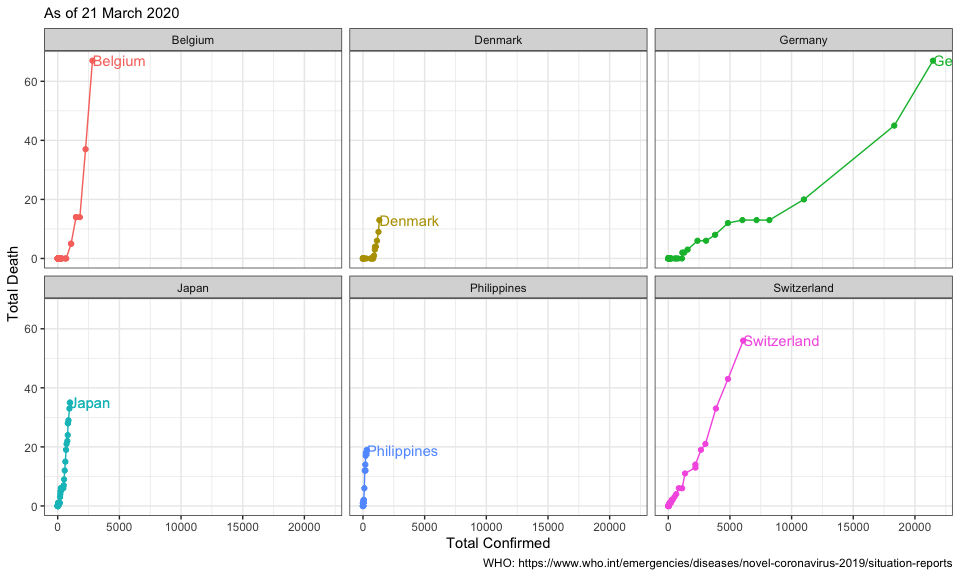 As of 21 March 2020
Belgium
Denmark
Germany
Belgium
Denmark
Ge
60
40
20
0
Japan
Philippines
Switzerland
Japan
Philippines
Switzerland
60
40
20
0
0 5000 10000 15000 20000
0 5000 10000 15000 20000
0 5000 10000 15000 20000
Total Death
Total Confirmed
WHO: https://www.who.int/emergencies/diseases/novel-coronavirus-2019/situation-reports